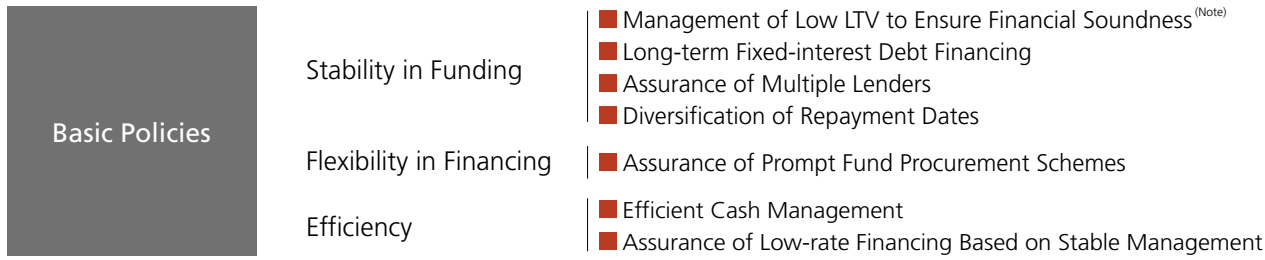 Basic Policies
Stability in Funding
Management of Low LTV to Ensure Financial Soundness (Note)
Long-term Fixed-interest Debt Financing
Assurance of Multiple Lenders
Diversification of Repayment Dates
Flexibility in Financing
Assurance of Prompt Fund Procurement Schemes
Efficiency
Efficient Cash Management
Assurance of Low-rate Financing Based on Stable Management